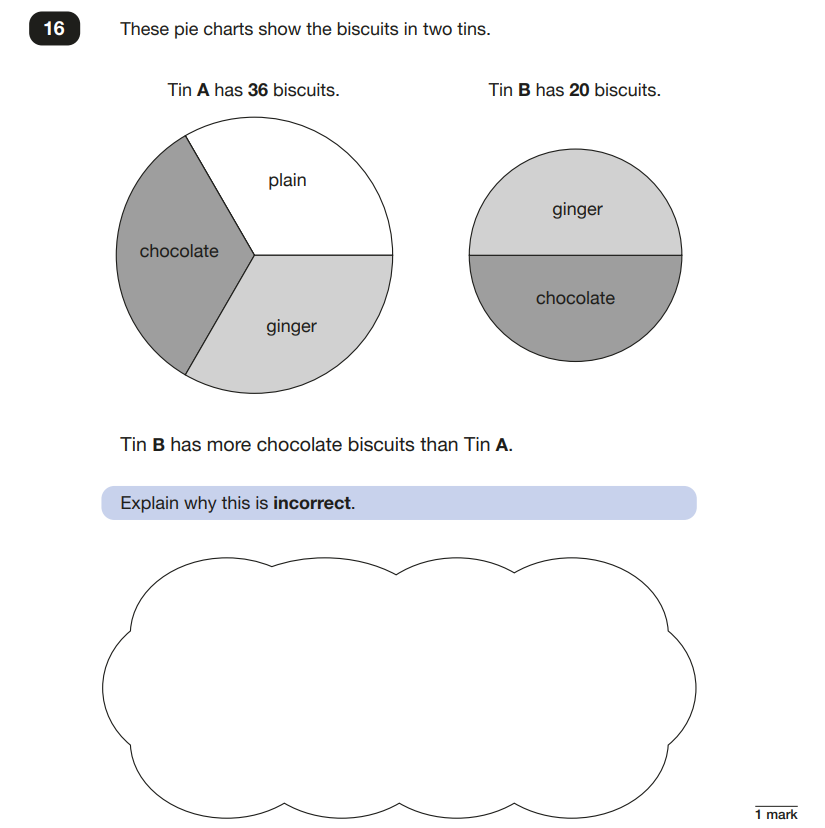 16
These pie charts show the biscuits in two tins.
Tin A has 36 biscuits.
Tin B has 20 biscuits.
plain
chocolate
ginger
ginger
chocolate
Tin B has more chocolate biscuits than Tin A.
Explain why this is incorrect.
1 mark